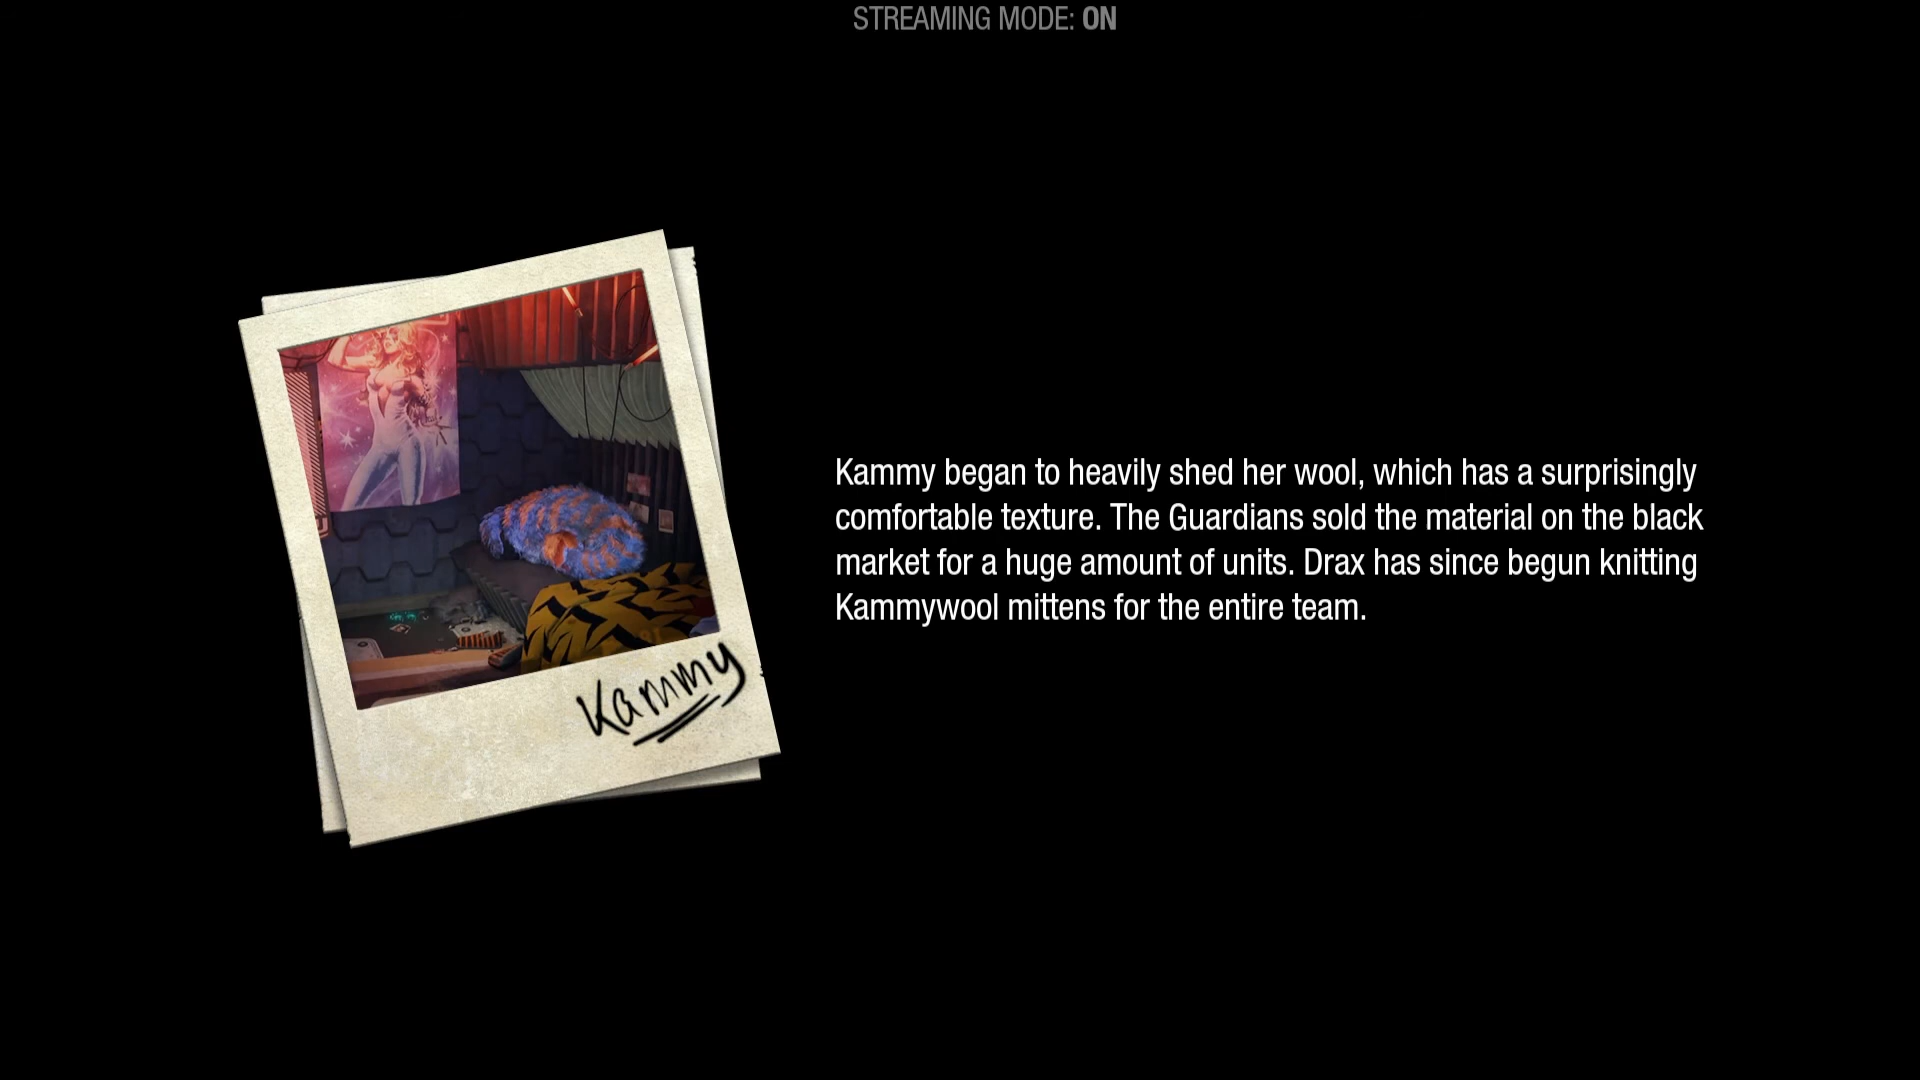 STREAMING MODE: ON
Kammy began to heavily shed her wool, which has a surprisingly
comfortable texture. The Guardians sold the material on the black
market for a huge amount of units. Drax has since begun knitting
Kammywool mittens for the entire team.
Kammy